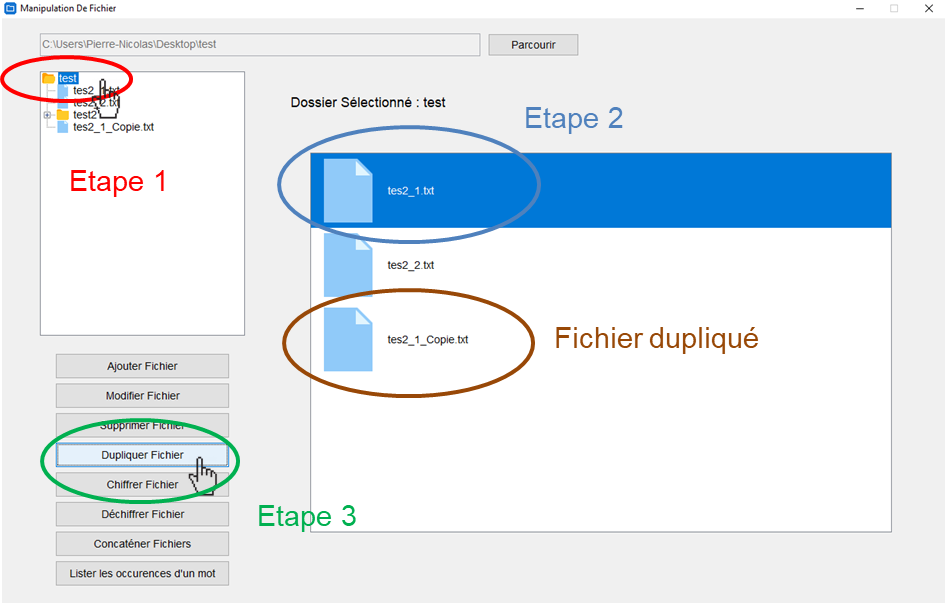 Manipulation De Fichier
C:\Users\Pierre-Nicolas\Desktop\test
Parcourir
test
tes2_1.txt
tes2_2.txt
test2
tes2_1_Copie.txt
Etape 1
Dossier Sélectionné : test
Etape 2
tes2_1.txt
tes2_2.txt
tes2_1_Copie.txt
Fichier dupliqué
Ajouter Fichier
Modifier Fichier
Supprimer Fichier
Dupliquer Fichier
Chiffrer Fichier
Etape 3
Déchiffrer Fichier
Concaténer Fichiers
Lister les occurences d'un mot